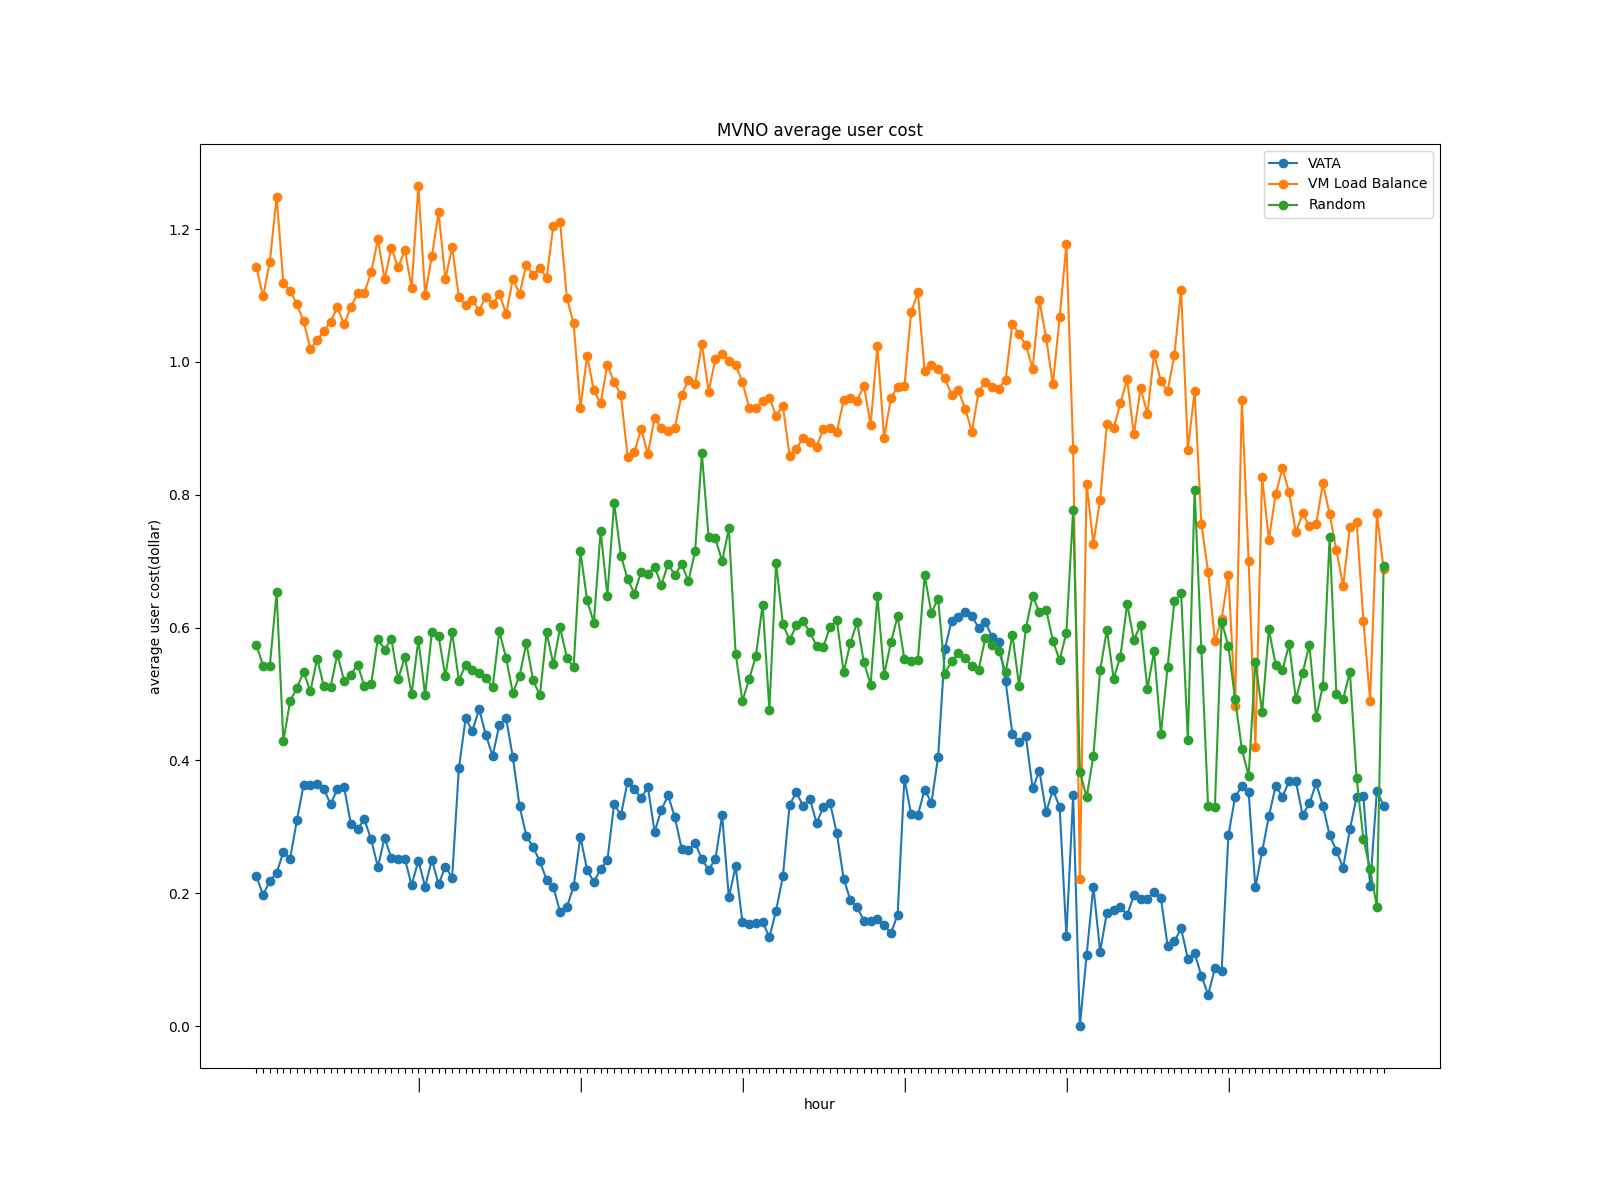 MVNO average user cost
VATA
VM Load Balance
Random
average user cost(dollar)
1.2
1.0
0.8
0.6
0.4
0.2
0.0
| | | | | |
hour